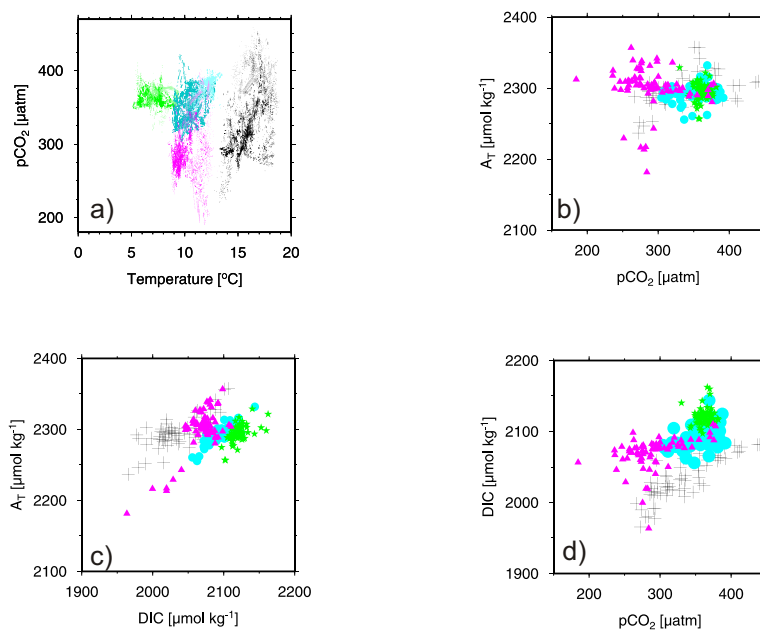 400
300
200
pCO₂ [µatm]
a)
0 5 10 15 20
Temperature [ºC]
2400
2300
2200
2100
A_T [µmol kg⁻¹]
b)
200 300 400
pCO₂ [µatm]
2400
2300
2200
2100
A_T [µmol kg⁻¹]
c)
1900 2000 2100 2200
DIC [µmol kg⁻¹]
2200
2100
2000
1900
DIC [µmol kg⁻¹]
d)
200 300 400
pCO₂ [µatm]